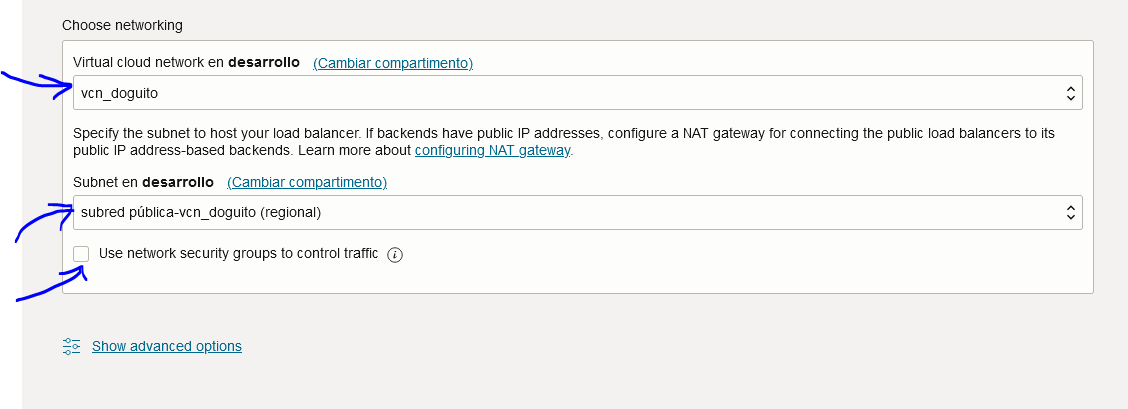 Choose networking
Virtual cloud network en desarrollo (Cambiar compartimento)
vcn_doguito
Specify the subnet to host your load balancer. If backends have public IP addresses, configure a NAT gateway for connecting the public load balancers to its
public IP address-based backends. Learn more about configuring NAT gateway.
Subnet en desarrollo (Cambiar compartimento)
subred pública-vcn_doguito (regional)
Use network security groups to control traffic i
Show advanced options